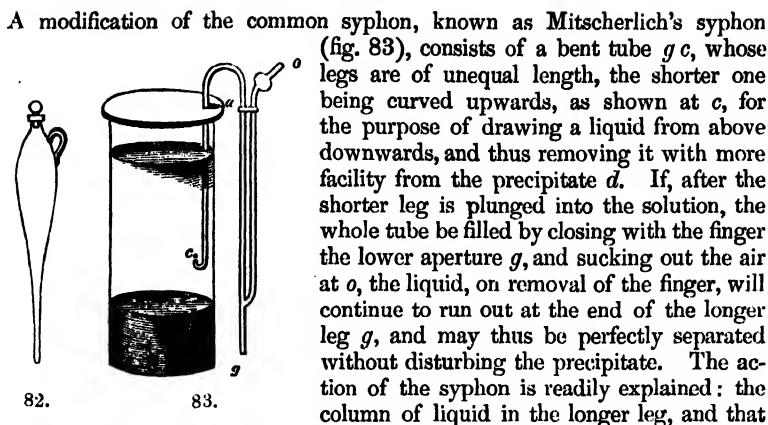 A modification of the common syphon, known as Mitscherlich's syphon
(fig. 83), consists of a bent tube g c, whose
legs are of unequal length, the shorter one
being curved upwards, as shown at c, for
the purpose of drawing a liquid from above
downwards, and thus removing it with more
facility from the precipitate d. If, after the
shorter leg is plunged into the solution, the
whole tube be filled by closing with the finger
the lower aperture g, and sucking out the air
at o, the liquid, on removal of the finger, will
continue to run out at the end of the longer
leg g, and may thus be perfectly separated
without disturbing the precipitate. The ac-
tion of the syphon is readily explained: the
column of liquid in the longer leg, and that
o
a
c
g
82.
83.